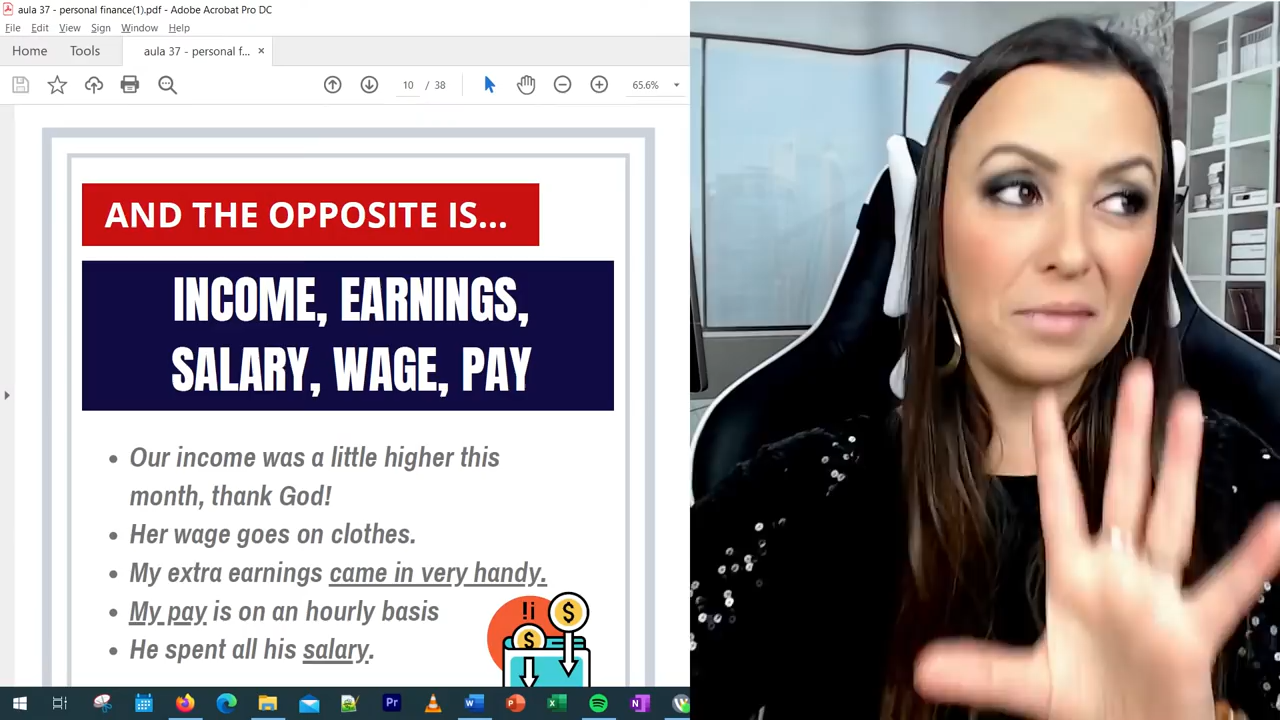 aula 37 - personal finance(1).pdf - Adobe Acrobat Pro DC
File Edit View Sign Window Help
Home Tools aula 37 - personal f... ×
10 / 38 65.6%
AND THE OPPOSITE IS...
INCOME, EARNINGS,
SALARY, WAGE, PAY
• Our income was a little higher this
month, thank God!
• Her wage goes on clothes.
• My extra earnings came in very handy.
• My pay is on an hourly basis
• He spent all his salary.
!i $
$
Pr W P X N